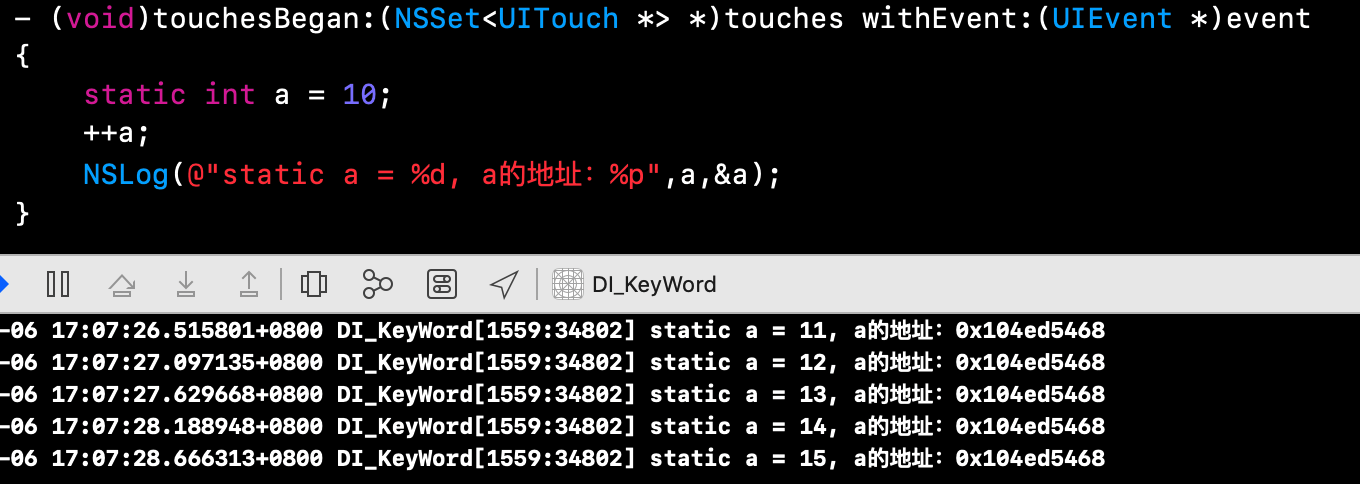 - (void)touchesBegan:(NSSet<UITouch *> *)touches withEvent:(UIEvent *)event
{
    static int a = 10;
    ++a;
    NSLog(@"static a = %d, a的地址：%p",a,&a);
}
DI_KeyWord
-06 17:07:26.515801+0800 DI_KeyWord[1559:34802] static a = 11, a的地址：0x104ed5468
-06 17:07:27.097135+0800 DI_KeyWord[1559:34802] static a = 12, a的地址：0x104ed5468
-06 17:07:27.629668+0800 DI_KeyWord[1559:34802] static a = 13, a的地址：0x104ed5468
-06 17:07:28.188948+0800 DI_KeyWord[1559:34802] static a = 14, a的地址：0x104ed5468
-06 17:07:28.666313+0800 DI_KeyWord[1559:34802] static a = 15, a的地址：0x104ed5468